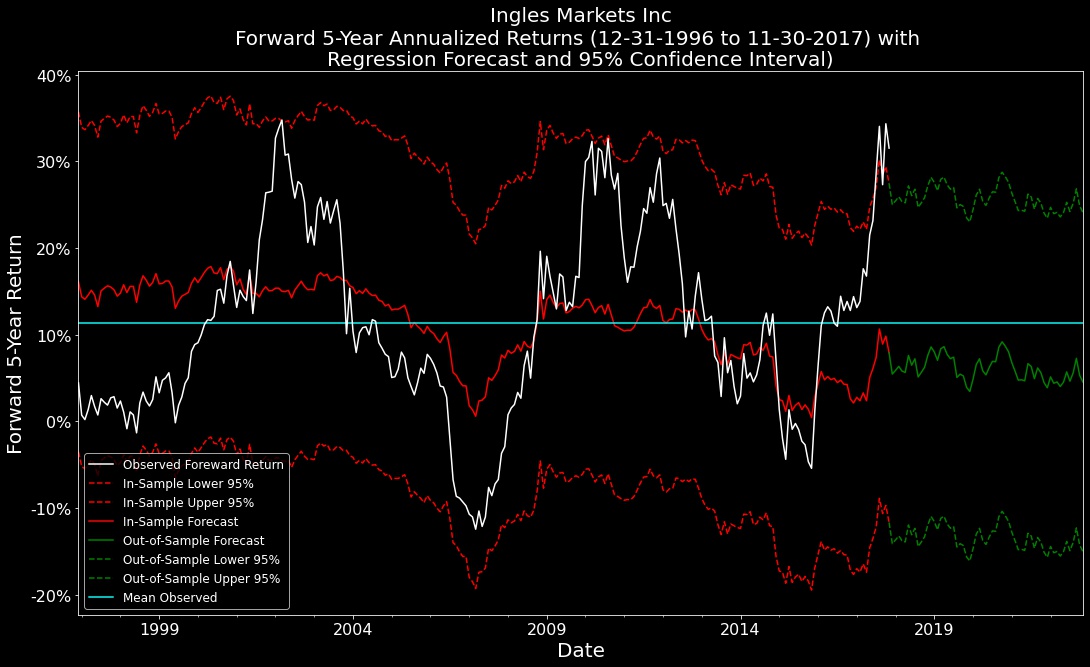 Ingles Markets Inc
Forward 5-Year Annualized Returns (12-31-1996 to 11-30-2017) with
Regression Forecast and 95% Confidence Interval)
40%
30%
20%
10%
0%
-10%
-20%
Forward 5-Year Return
Observed Foreward Return
In-Sample Lower 95%
In-Sample Upper 95%
In-Sample Forecast
Out-of-Sample Forecast
Out-of-Sample Lower 95%
Out-of-Sample Upper 95%
Mean Observed
1999
2004
2009
2014
2019
Date